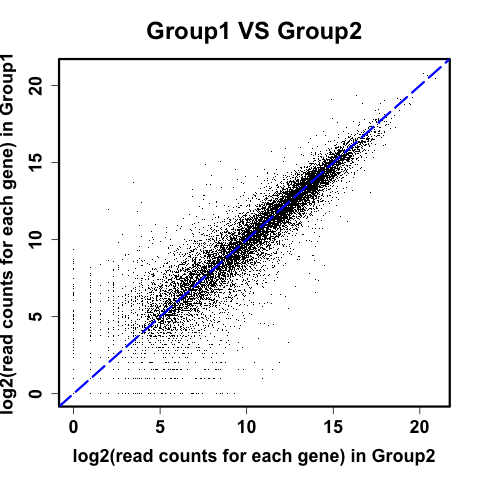 Group1 VS Group2
log2(read counts for each gene) in Group1
20
15
10
5
0
0 5 10 15 20
log2(read counts for each gene) in Group2